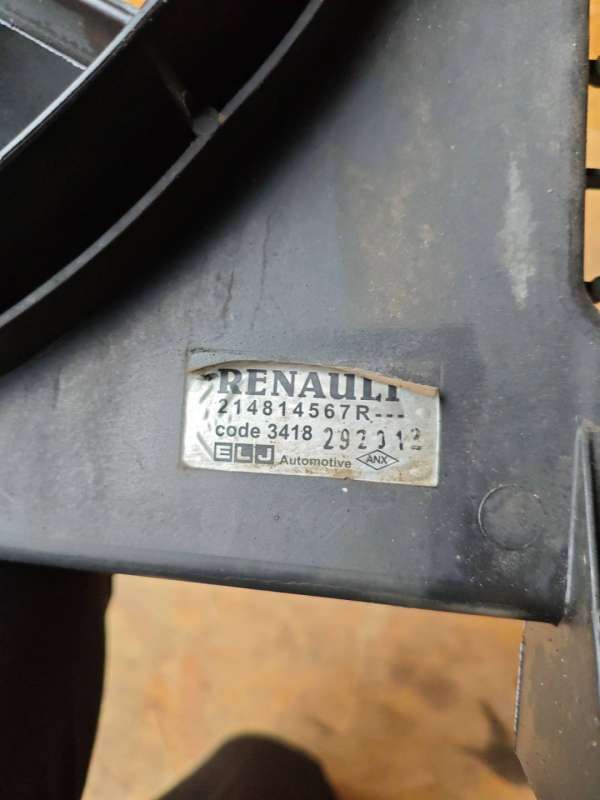 RENAULT
214814567R---
code 3418 292012
ELJ Automotive ANX